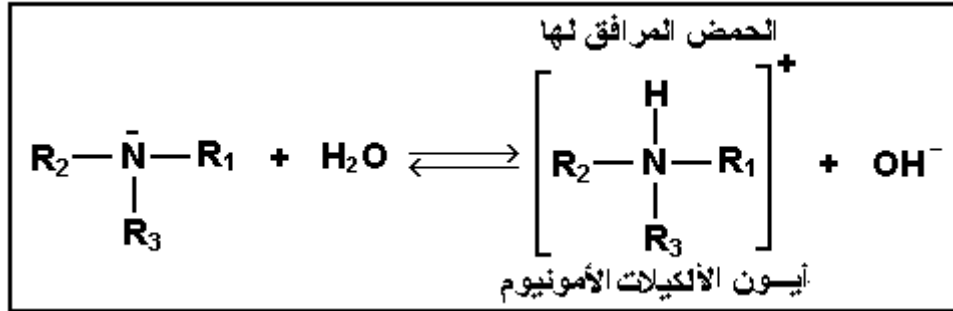 الحمض المرافق لها
+
H
R₂—N̄—R₁ + H₂O ⇌ [R₂—N—R₁] + OH⁻
R₃ R₃
أيــون الألكيلات الأمونيوم